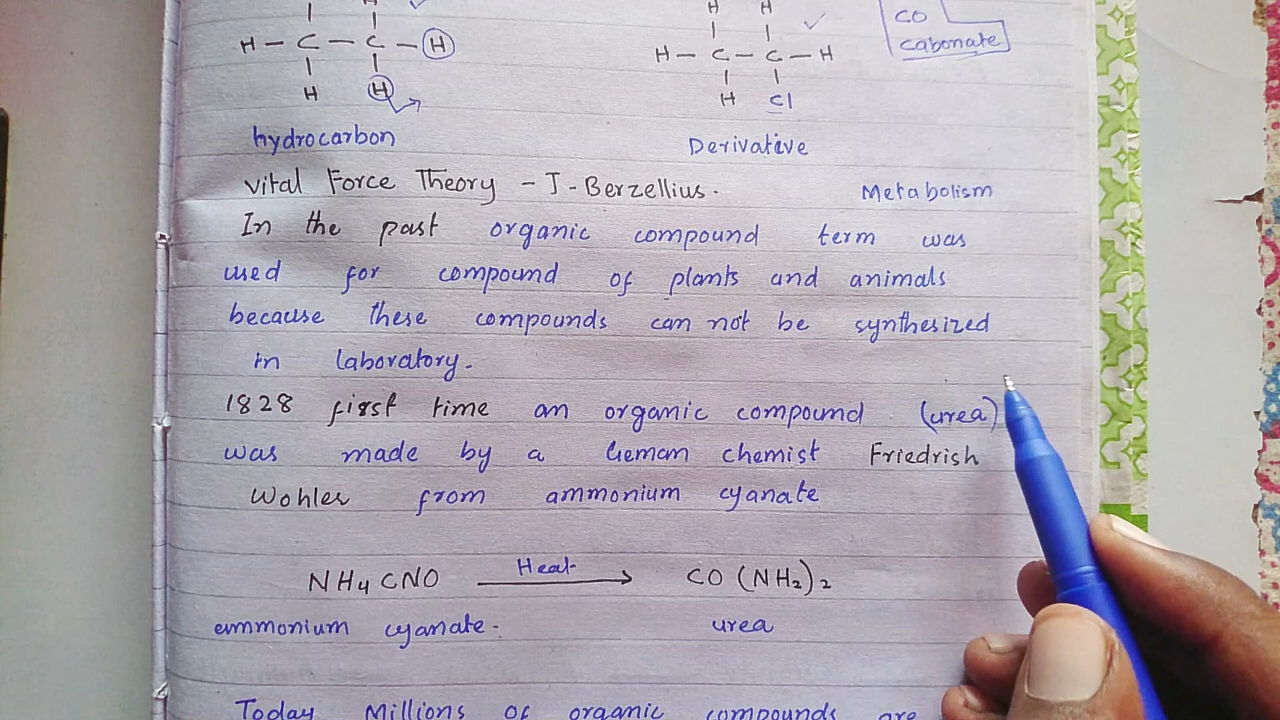 H H
H - C - C - H
H H
hydrocarbon
H H
H - C - C - H
H Cl
Derivative
CO
cabonate
Vital Force Theory - J - Berzellius.
Metabolism
In the past organic compound term was
used for compound of plants and animals
because these compounds can not be synthesized
in laboratory.
1828 first time an organic compound (urea)
was made by a German chemist Friedrish
Wohler from ammonium cyanate
NH4 CNO Heat CO (NH2)2
ammonium cyanate. urea
Today Millions of organic compounds are